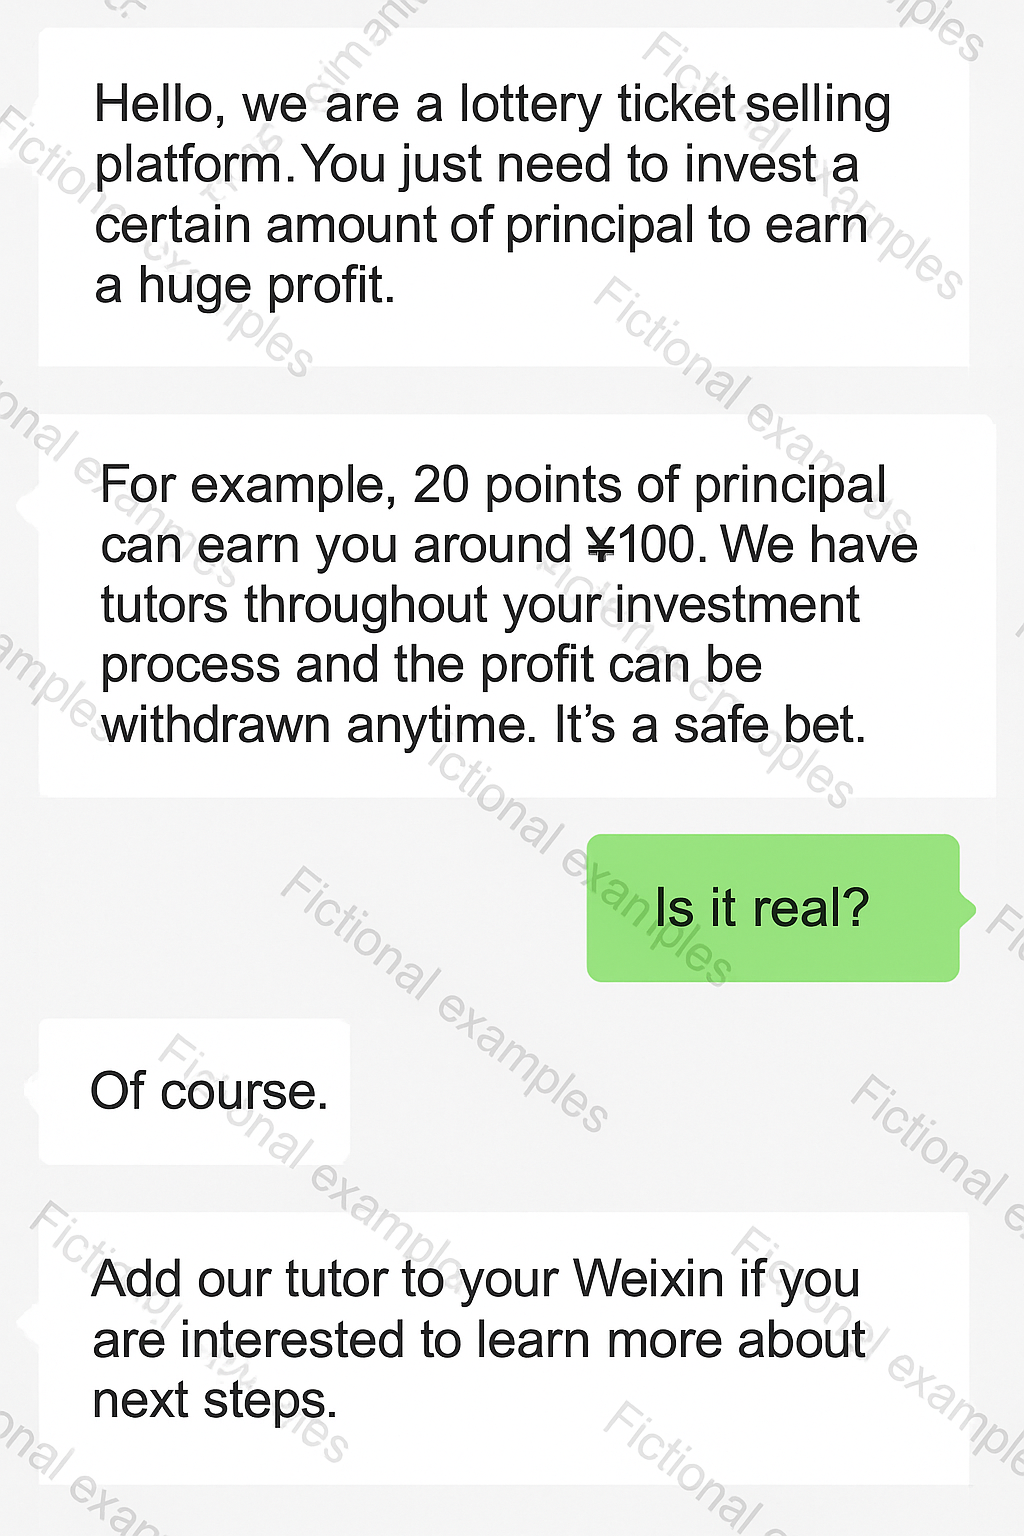 Hello, we are a lottery ticket selling
platform. You just need to invest a
certain amount of principal to earn
a huge profit.
For example, 20 points of principal
can earn you around ¥100. We have
tutors throughout your investment
process and the profit can be
withdrawn anytime. It’s a safe bet.
Is it real?
Of course.
Add our tutor to your Weixin if you
are interested to learn more about
next steps.
Fictional examples